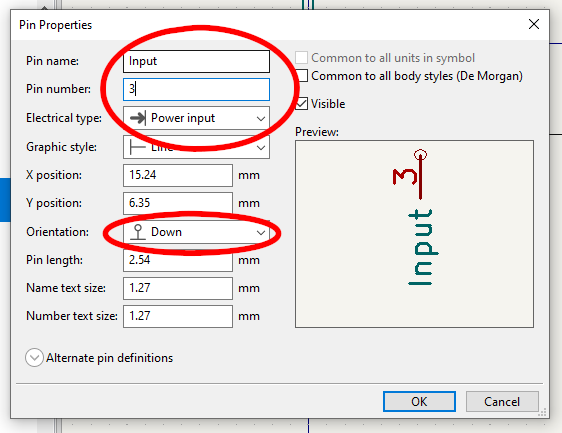 Pin Properties
Pin name: Input
Common to all units in symbol
Pin number: 3
Common to all body styles (De Morgan)
Electrical type: Power input
Visible
Graphic style: Line
Preview:
X position: 15.24 mm
Y position: 6.35 mm
Orientation: Down
Pin length: 2.54 mm
Name text size: 1.27 mm
Number text size: 1.27 mm
3
Input
Alternate pin definitions
OK Cancel